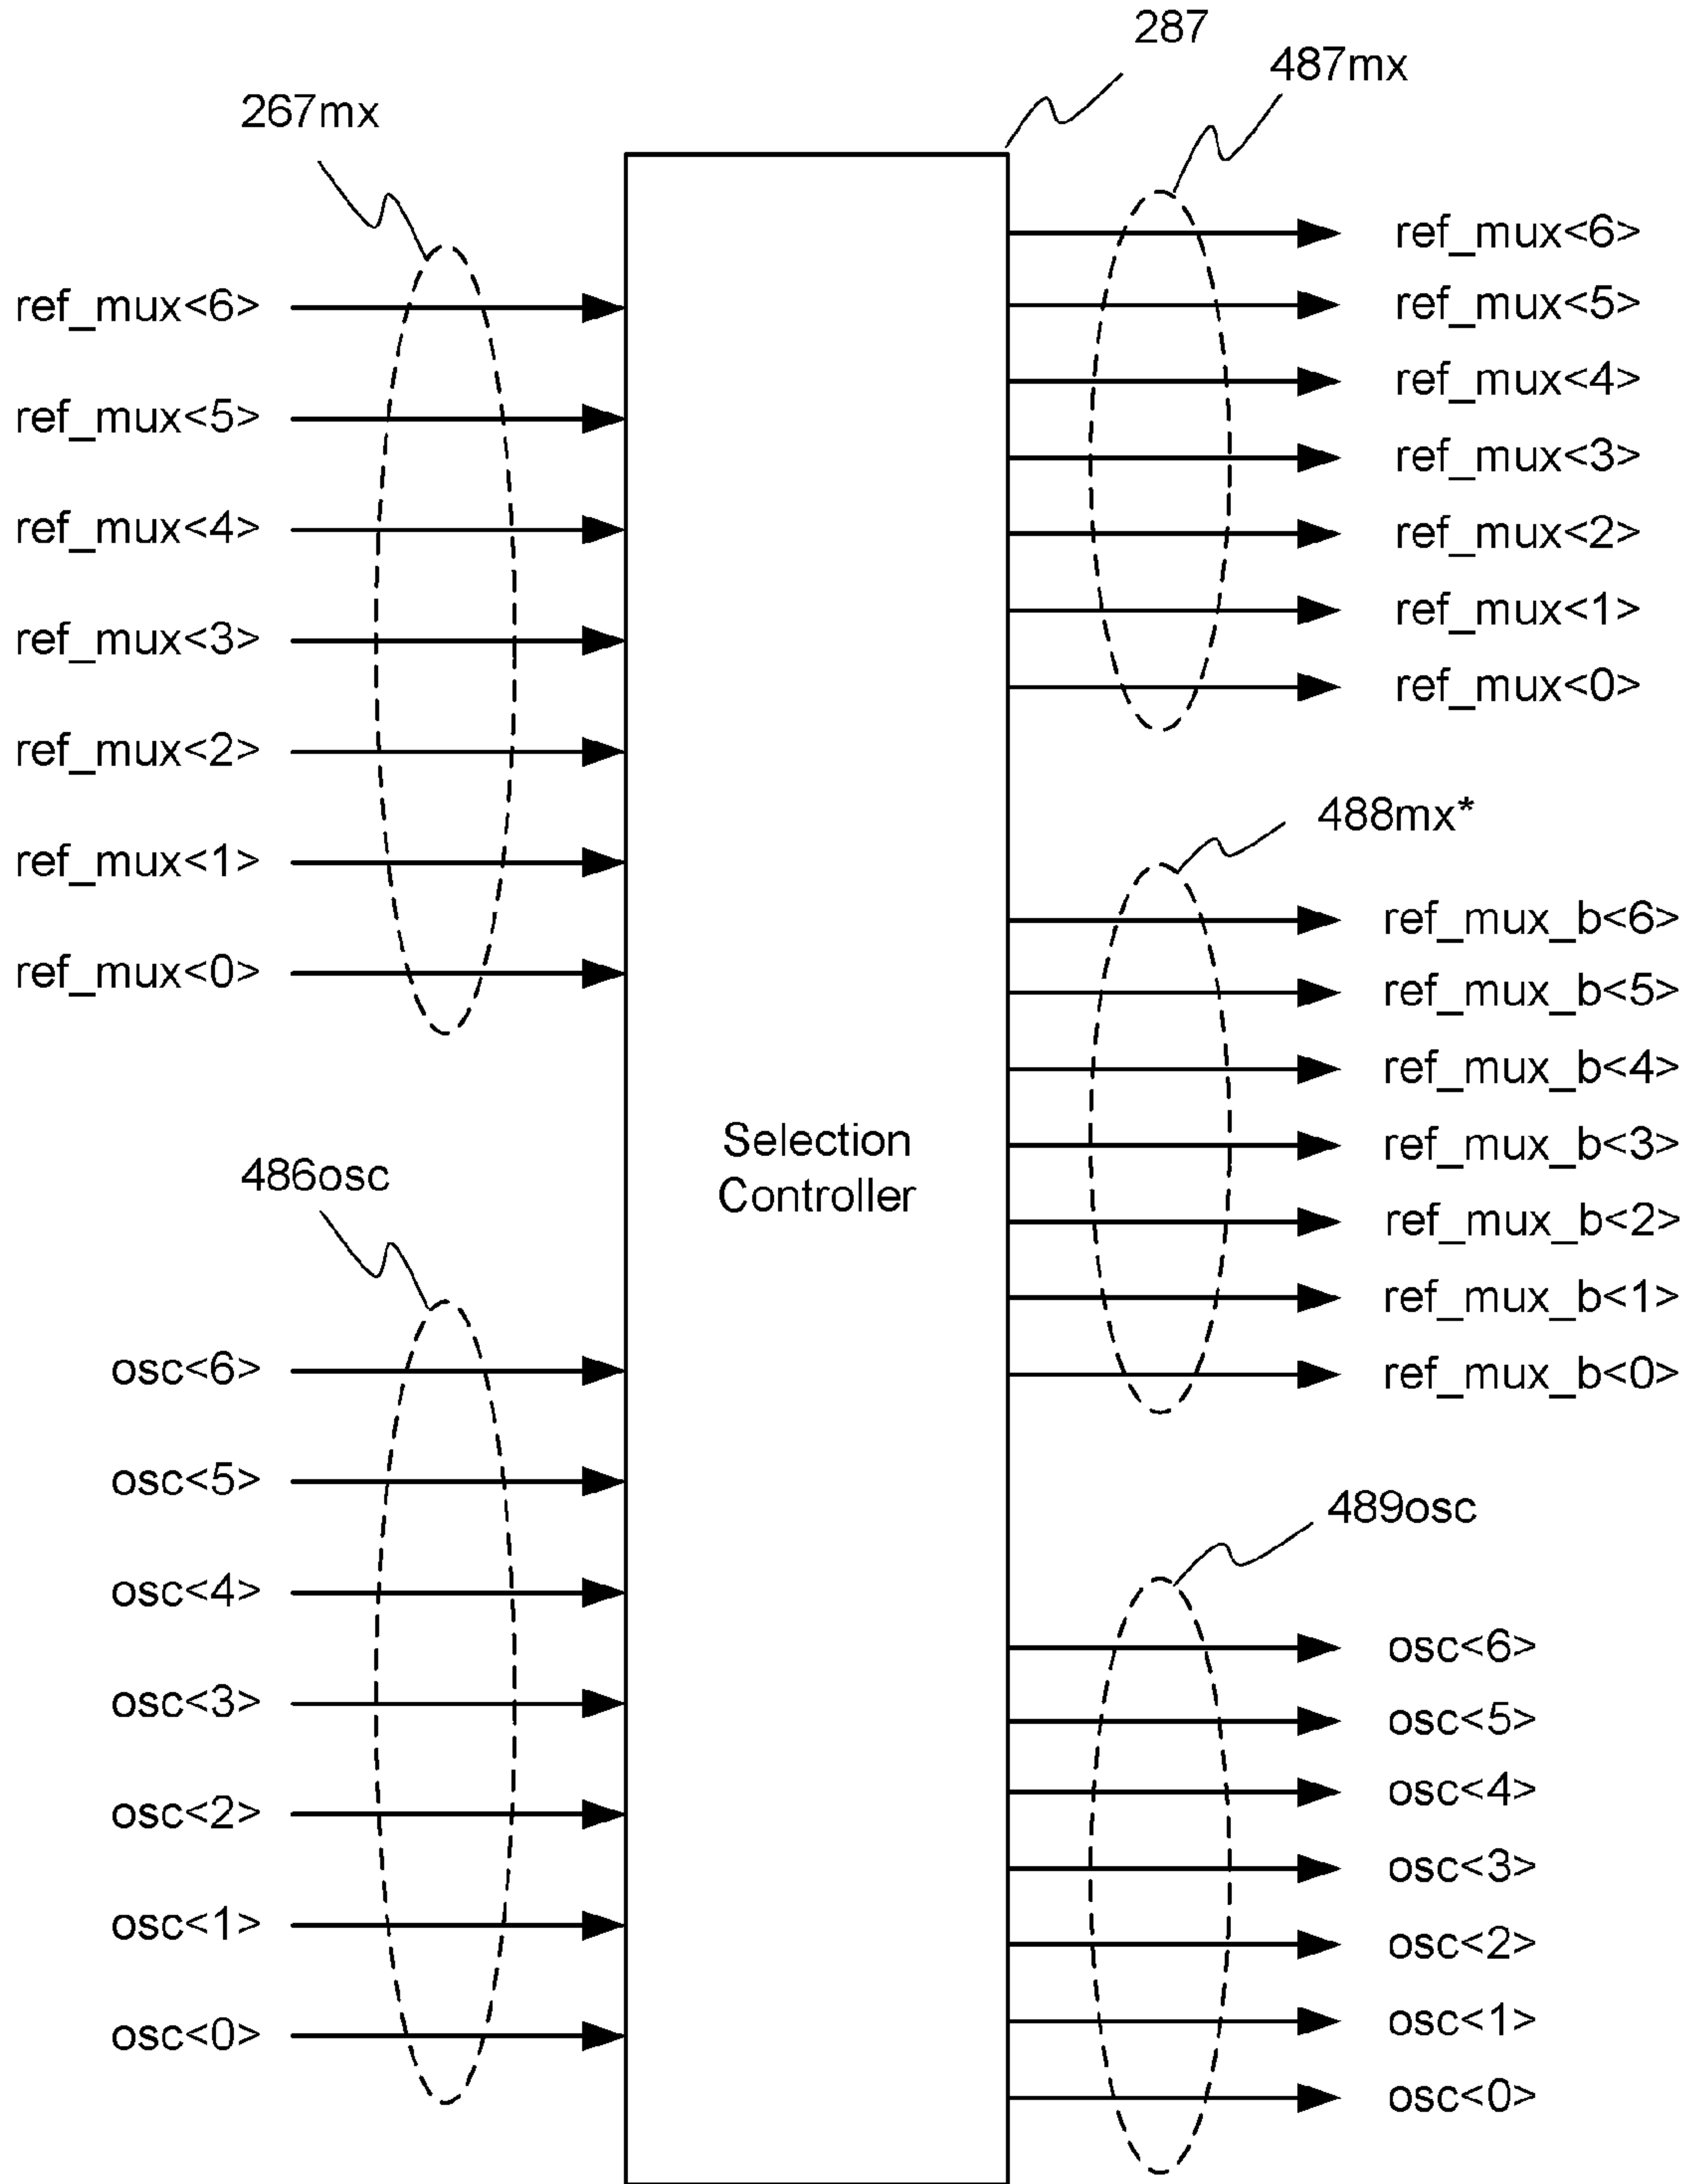 287
487mx
267mx
ref_mux<6>
ref_mux<5>
ref_mux<4>
ref_mux<3>
ref_mux<2>
ref_mux<1>
ref_mux<0>
486osc
osc<6>
osc<5>
osc<4>
osc<3>
osc<2>
osc<1>
osc<0>
Selection
Controller
ref_mux<6>
ref_mux<5>
ref_mux<4>
ref_mux<3>
ref_mux<2>
ref_mux<1>
ref_mux<0>
488mx*
ref_mux_b<6>
ref_mux_b<5>
ref_mux_b<4>
ref_mux_b<3>
ref_mux_b<2>
ref_mux_b<1>
ref_mux_b<0>
489osc
osc<6>
osc<5>
osc<4>
osc<3>
osc<2>
osc<1>
osc<0>